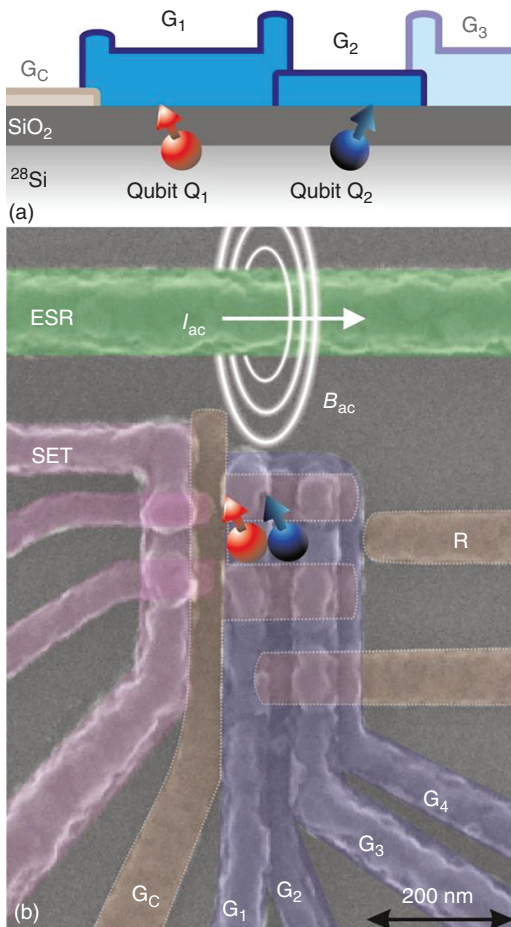 G₁
G₂
G₃
G_C
SiO₂
²⁸Si
Qubit Q₁
Qubit Q₂
(a)
ESR
I_ac
B_ac
SET
R
G₄
G₃
G_C
G₁
G₂
200 nm
(b)